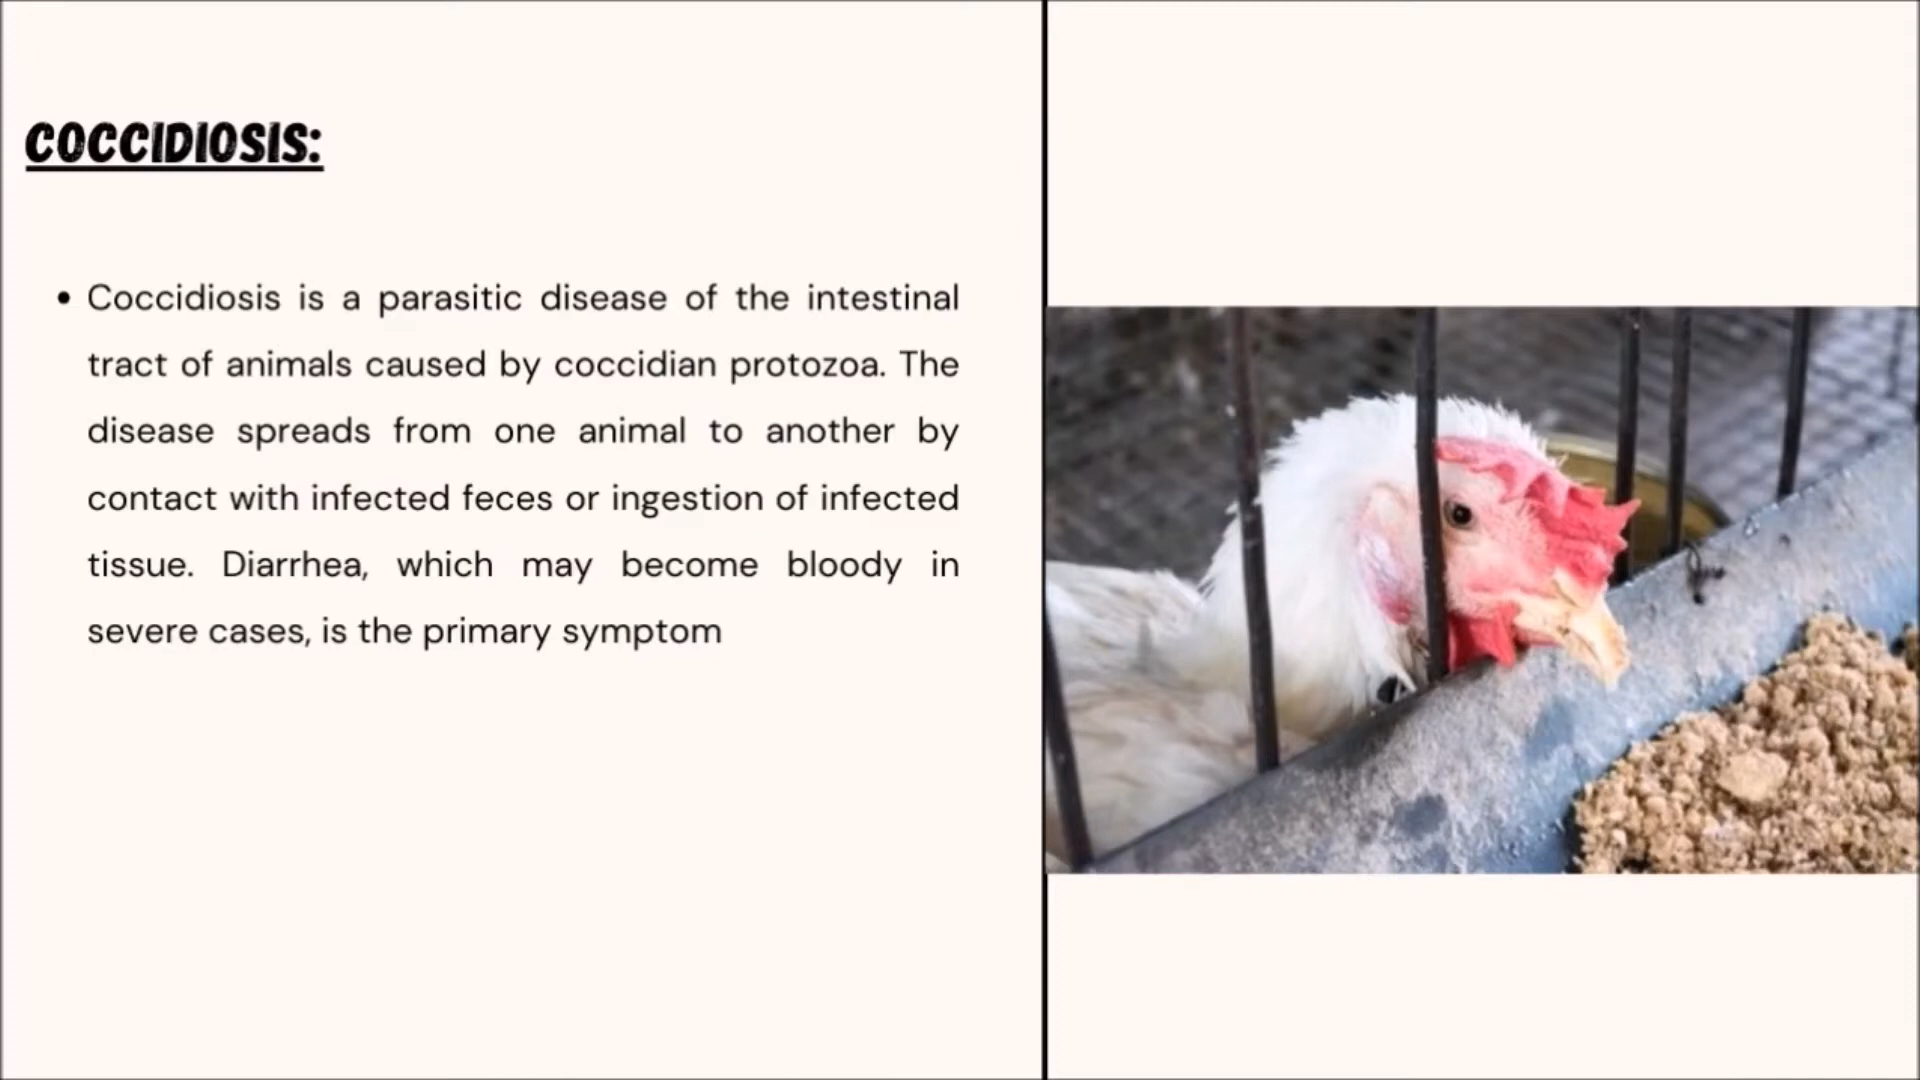 COCCIDIOSIS:
• Coccidiosis is a parasitic disease of the intestinal
tract of animals caused by coccidian protozoa. The
disease spreads from one animal to another by
contact with infected feces or ingestion of infected
tissue. Diarrhea, which may become bloody in
severe cases, is the primary symptom